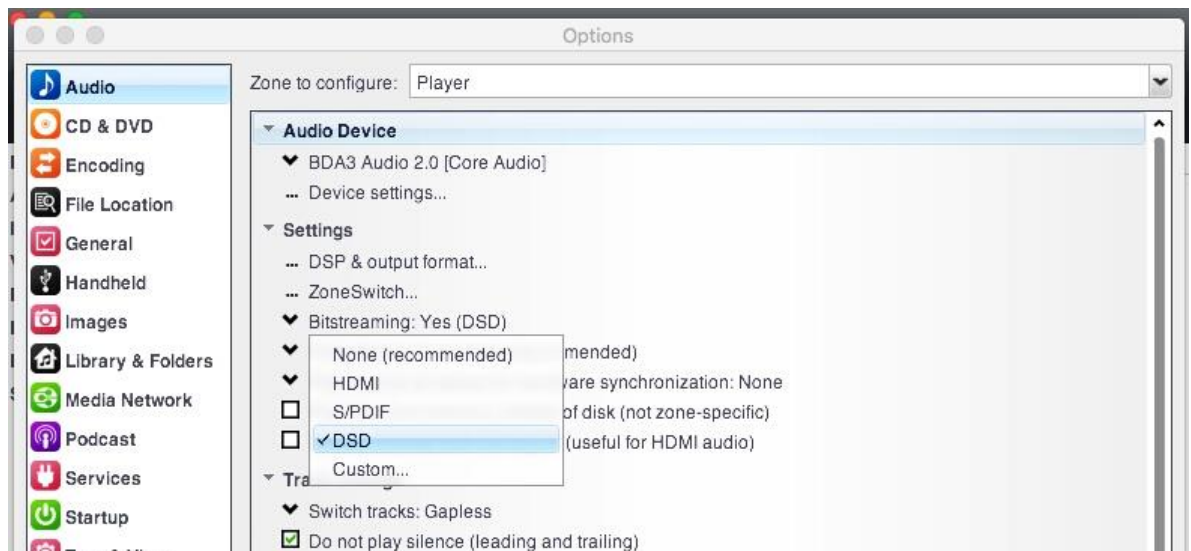 Options
Audio
CD & DVD
Encoding
File Location
General
Handheld
Images
Library & Folders
Media Network
Podcast
Services
Startup
Zone to configure: Player
Audio Device
BDA3 Audio 2.0 [Core Audio]
... Device settings...
Settings
... DSP & output format...
... ZoneSwitch...
Bitstreaming: Yes (DSD)
None (recommended)
HDMI
S/PDIF
✓DSD
Custom...
mended)
ware synchronization: None
of disk (not zone-specific)
(useful for HDMI audio)
Switch tracks: Gapless
Do not play silence (leading and trailing)